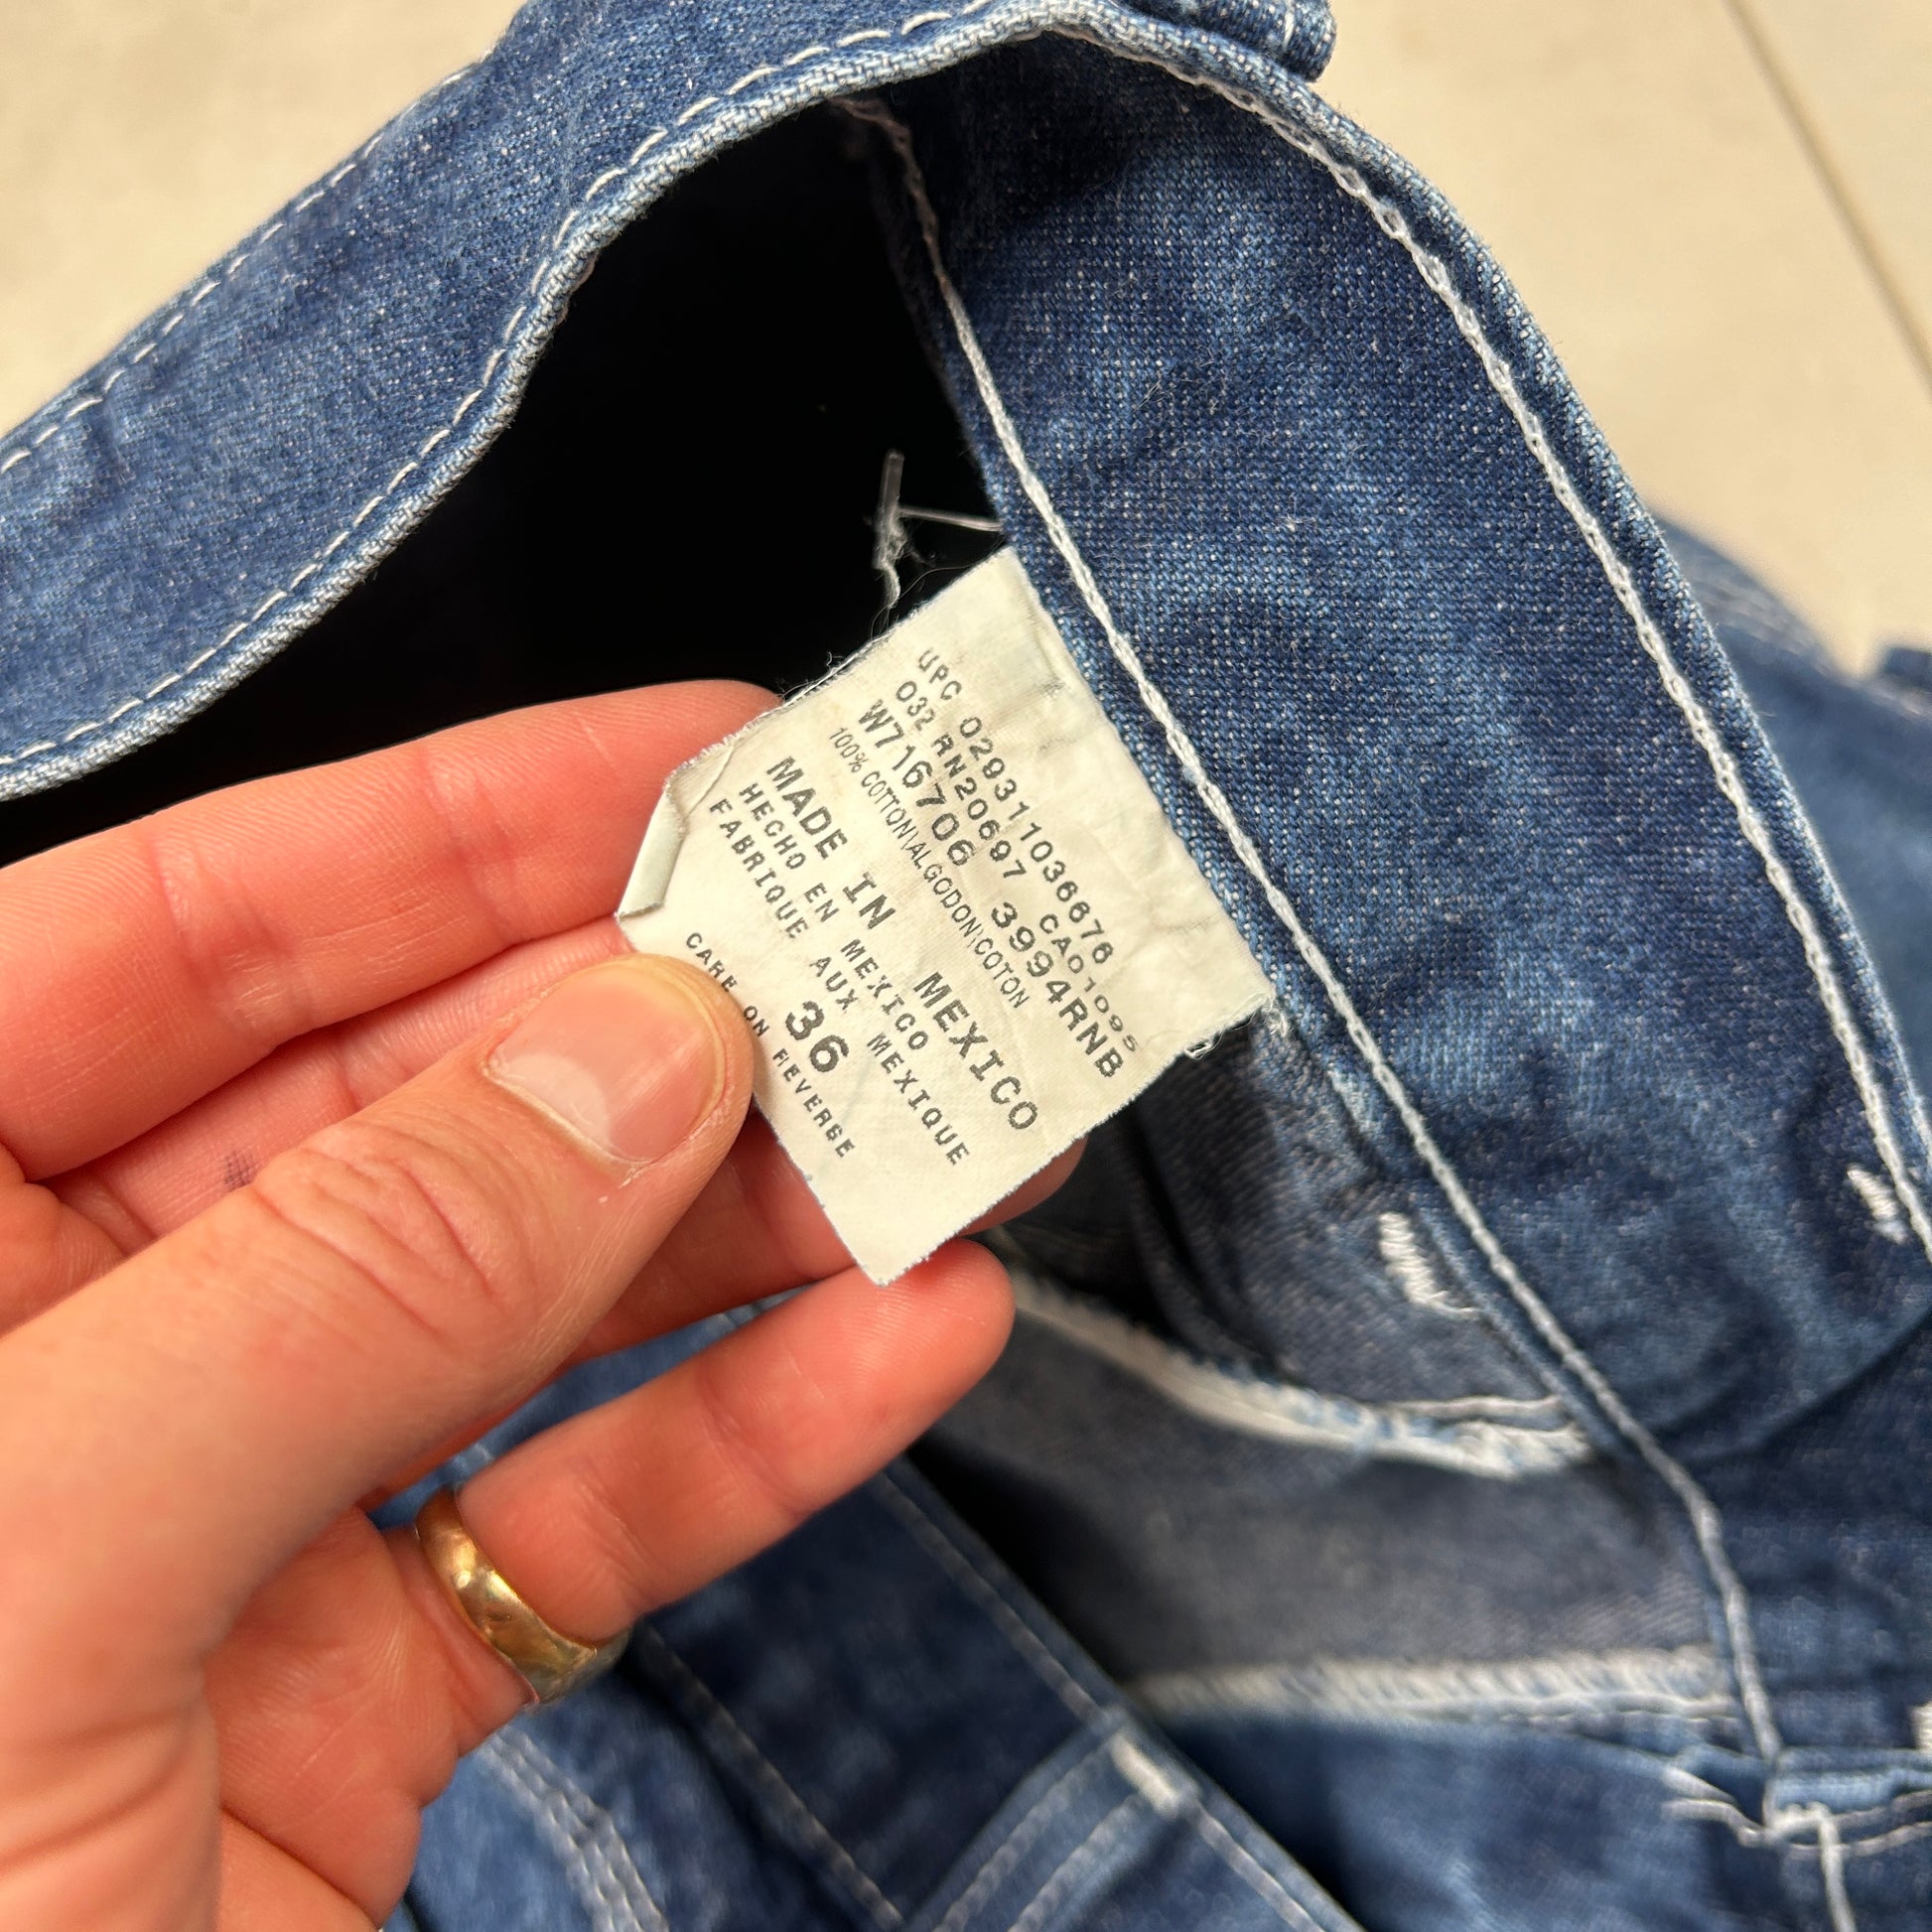 UPC 029311036676
032 RN20697 CA01095
W716706 3994RNB
100% COTTON\ALGODON\COTON
MADE IN MEXICO
HECHO EN MEXICO
FABRIQUE AUX MEXIQUE
36
CARE ON REVERSE